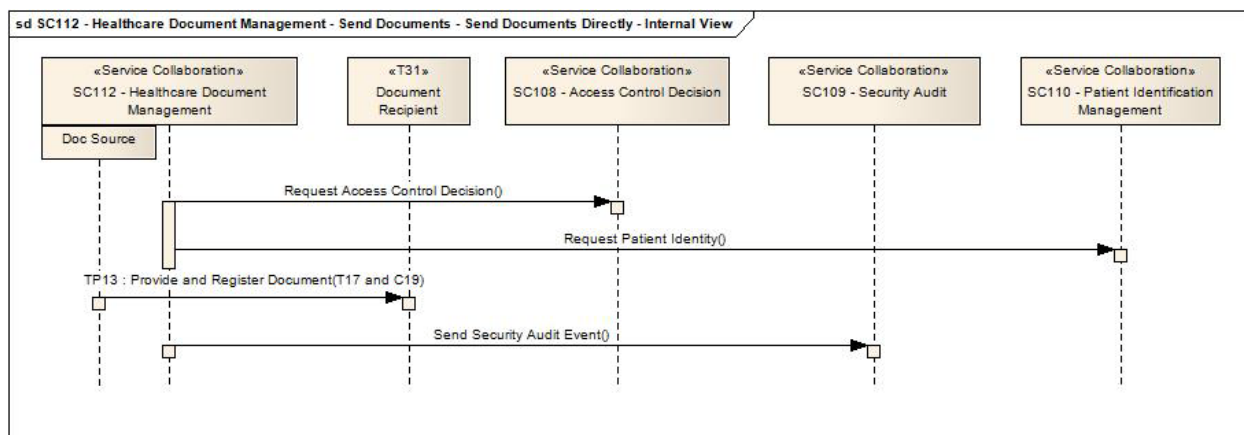 sd SC112 - Healthcare Document Management - Send Documents - Send Documents Directly - Internal View
«Service Collaboration»
SC112 - Healthcare Document
Management
«T31»
Document
Recipient
«Service Collaboration»
SC108 - Access Control Decision
«Service Collaboration»
SC109 - Security Audit
«Service Collaboration»
SC110 - Patient Identification
Management
Doc Source
Request Access Control Decision()
Request Patient Identity()
TP13 : Provide and Register Document(T17 and C19)
Send Security Audit Event()